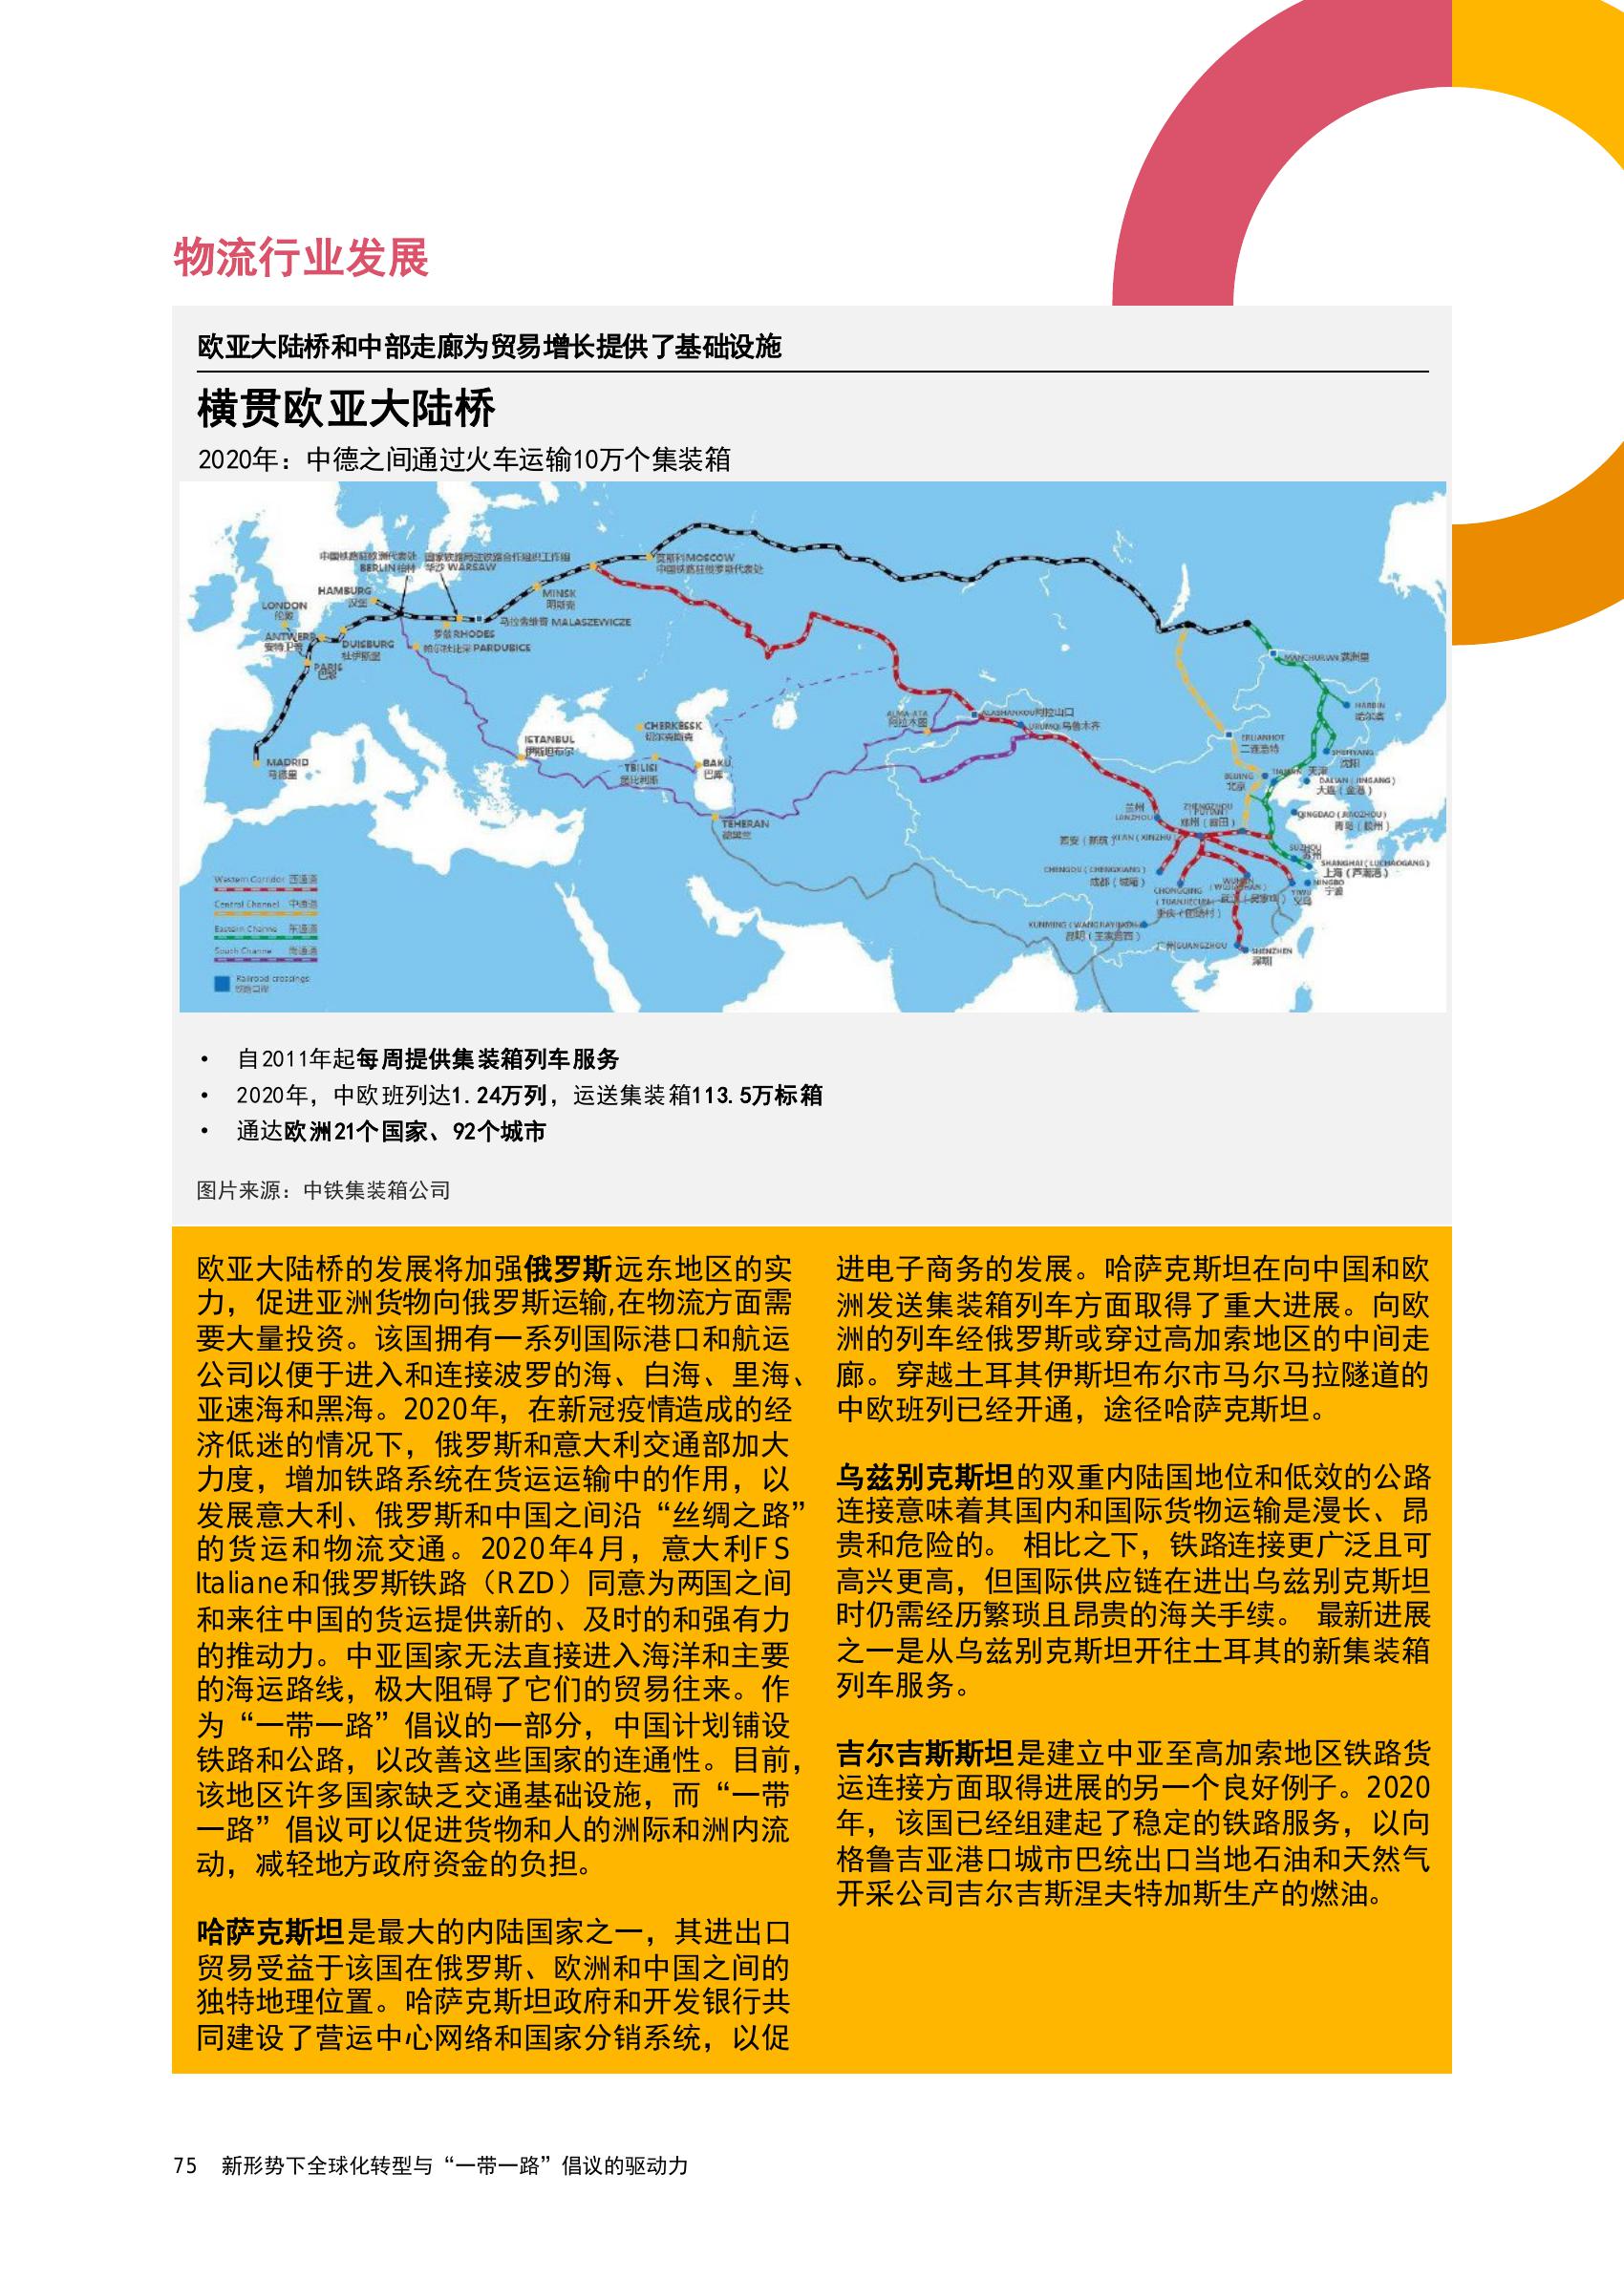 物流行业发展
欧亚大陆桥和中部走廊为贸易增长提供了基础设施
横贯欧亚大陆桥
2020年：中德之间通过火车运输10万个集装箱
中国铁路驻欧洲代表处
国家铁路局驻铁路合作组织工作组
BERLIN 柏林
华沙 WARSAW
莫斯科MOSCOW
中国铁路驻俄罗斯代表处
HAMBURG
汉堡
MINSK
明斯克
LONDON
伦敦
马拉舍维奇 MALASZEWICZE
ANTWERP
安特卫普
罗兹 RHODES
DUISBURG
杜伊斯堡
帕尔杜比采 PARDUBICE
PARIS
巴黎
MANCHURIAN 满洲里
HARBIN
哈尔滨
ALMA-ATA
阿拉木图
ALASHANKOU阿拉山口
URUMQI 乌鲁木齐
CHERKESSK
切尔克斯克
ISTANBUL
伊斯坦布尔
ERLIANHOT
二连浩特
SHENYANG
沈阳
MADRID
马德里
TBILISI
第比利斯
BAKU
巴库
BEIJING
北京
TIANJIN 天津
DALIAN ( JINGANG )
大连 ( 金港 )
TEHERAN
德黑兰
兰州
LANZHOU
ZHENGZHOU
郑州 ( 圃田 )
QINGDAO ( JIAOZHOU )
青岛 ( 胶州 )
西安 ( 新筑 ) XIAN ( XINZHU )
SUZHOU
苏州
SHANGHAI ( LUCHAOGANG )
上海 ( 芦潮港 )
CHENGDU ( CHENGXIANG )
成都 ( 城厢 )
NINGBO
宁波
CHONGQING
( TUANJIECUN )
重庆 ( 团结村 )
WUHAN
( WUJIASHAN )
武汉 ( 吴家山 )
YIWU
义乌
KUNMING ( WANGJIAYINGXI )
昆明 ( 王家营西 )
广州GUANGZHOU
SHENZHEN
深圳
Western Corridor 西通道
Central Channel 中通道
Eastern Channe 东通道
South Channe 南通道
Railroad crossings
铁路口岸
• 自2011年起每周提供集装箱列车服务
• 2020年，中欧班列达1.24万列，运送集装箱113.5万标箱
• 通达欧洲21个国家、92个城市
图片来源：中铁集装箱公司
欧亚大陆桥的发展将加强俄罗斯远东地区的实
力，促进亚洲货物向俄罗斯运输,在物流方面需
要大量投资。该国拥有一系列国际港口和航运
公司以便于进入和连接波罗的海、白海、里海、
亚速海和黑海。2020年，在新冠疫情造成的经
济低迷的情况下，俄罗斯和意大利交通部加大
力度，增加铁路系统在货运运输中的作用，以
发展意大利、俄罗斯和中国之间沿“丝绸之路”
的货运和物流交通。2020年4月，意大利FS
Italiane和俄罗斯铁路（RZD）同意为两国之间
和来往中国的货运提供新的、及时的和强有力
的推动力。中亚国家无法直接进入海洋和主要
的海运路线，极大阻碍了它们的贸易往来。作
为“一带一路”倡议的一部分，中国计划铺设
铁路和公路，以改善这些国家的连通性。目前，
该地区许多国家缺乏交通基础设施，而“一带
一路”倡议可以促进货物和人的洲际和洲内流
动，减轻地方政府资金的负担。
哈萨克斯坦是最大的内陆国家之一，其进出口
贸易受益于该国在俄罗斯、欧洲和中国之间的
独特地理位置。哈萨克斯坦政府和开发银行共
同建设了营运中心网络和国家分销系统，以促
进电子商务的发展。哈萨克斯坦在向中国和欧
洲发送集装箱列车方面取得了重大进展。向欧
洲的列车经俄罗斯或穿过高加索地区的中间走
廊。穿越土耳其伊斯坦布尔市马尔马拉隧道的
中欧班列已经开通，途径哈萨克斯坦。
乌兹别克斯坦的双重内陆国地位和低效的公路
连接意味着其国内和国际货物运输是漫长、昂
贵和危险的。 相比之下，铁路连接更广泛且可
高兴更高，但国际供应链在进出乌兹别克斯坦
时仍需经历繁琐且昂贵的海关手续。 最新进展
之一是从乌兹别克斯坦开往土耳其的新集装箱
列车服务。
吉尔吉斯斯坦是建立中亚至高加索地区铁路货
运连接方面取得进展的另一个良好例子。2020
年，该国已经组建起了稳定的铁路服务，以向
格鲁吉亚港口城市巴统出口当地石油和天然气
开采公司吉尔吉斯涅夫特加斯生产的燃油。
75 新形势下全球化转型与“一带一路”倡议的驱动力